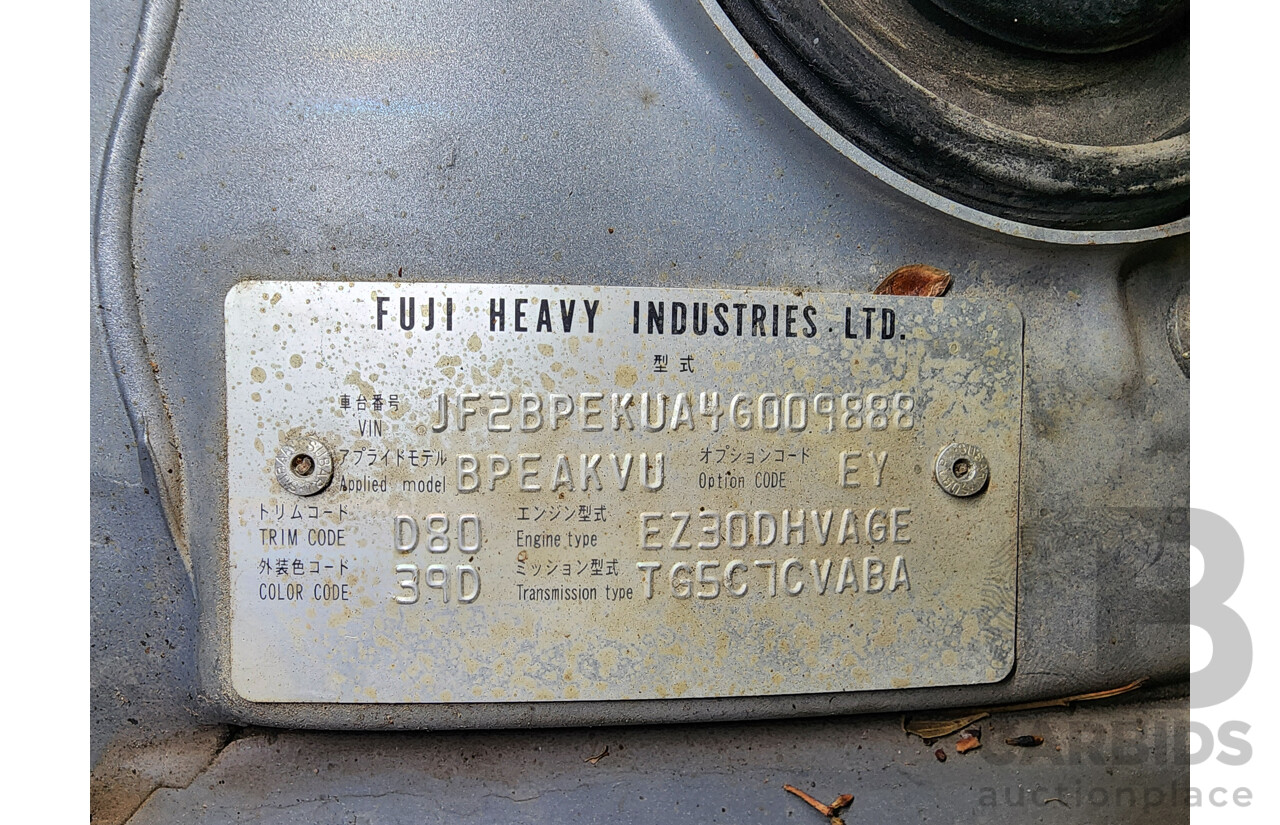 FUJI HEAVY INDUSTRIES LTD.
型式
車台番号 VIN JF2BPEKUA4G009888
アプライドモデル Applied model BPEAKVU オプションコード Option CODE EY
トリムコード TRIM CODE D80 エンジン型式 Engine type EZ30DHVAGE
外装色コード COLOR CODE 39D ミッション型式 Transmission type TG5C7CVABA
B
CARBIDS
auctionplace